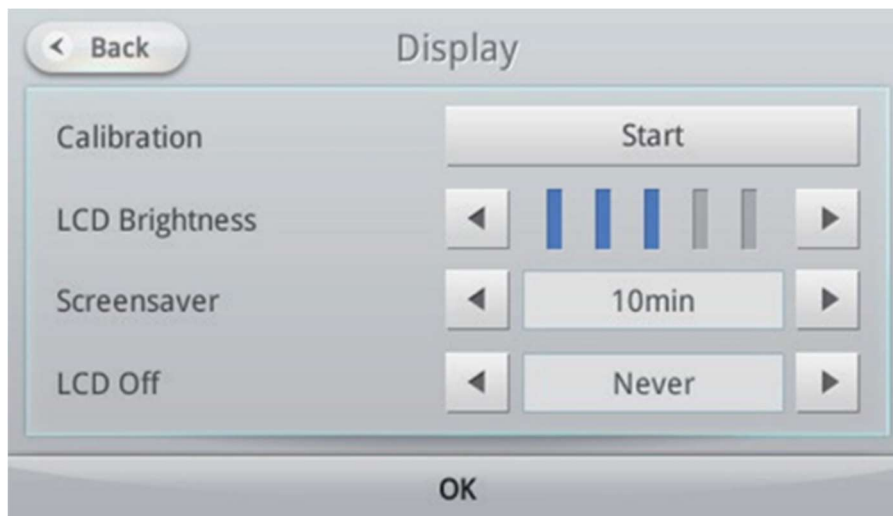 Back
Display
Calibration
Start
LCD Brightness
Screensaver
10min
LCD Off
Never
OK